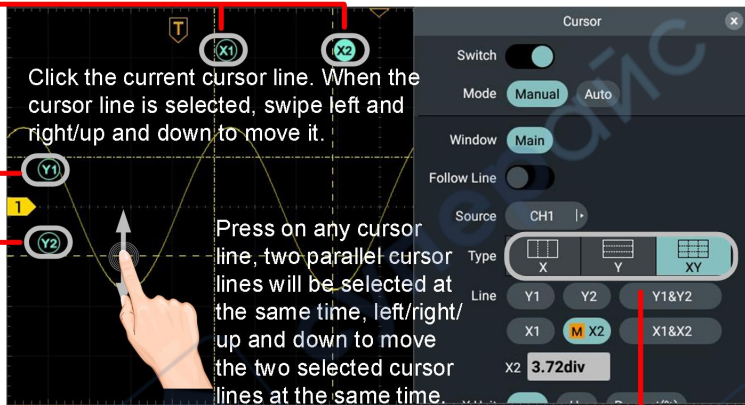 T
X1
X2
Click the current cursor line. When the
cursor line is selected, swipe left and
right/up and down to move it.
Y1
1
Y2
Press on any cursor
line, two parallel cursor
lines will be selected at
the same time, left/right/
up and down to move
the two selected cursor
lines at the same time.
Cursor
Switch
Mode Manual Auto
Window Main
Follow Line
Source CH1
Type X Y XY
Line Y1 Y2 Y1&Y2
X1 M X2 X1&X2
X2 3.72div
X Unit